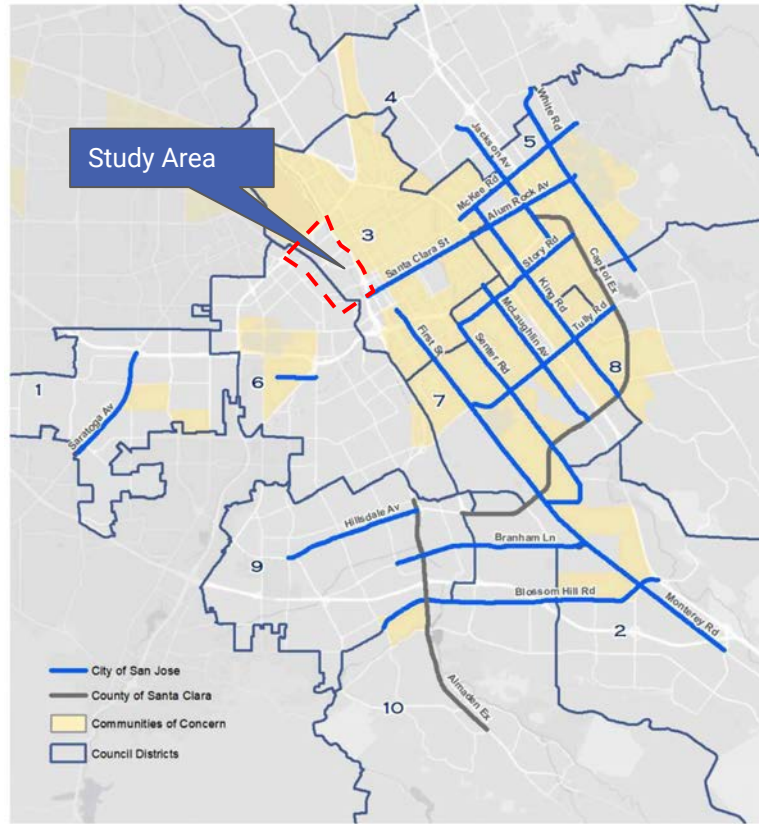 4
White Rd
Jackson Av
5
Study Area
McKee Rd
Alum Rock Av
3
Santa Clara St
Story Rd
Capitol Ex
King Rd
McLaughlin Av
Tully Rd
First St
Senter Rd
1
6
8
7
Saratoga Av
Hillsdale Av
9
Branham Ln
Blossom Hill Rd
2
Monterey Rd
City of San Jose
County of Santa Clara
Almaden Ex
10
Communities of Concern
Council Districts